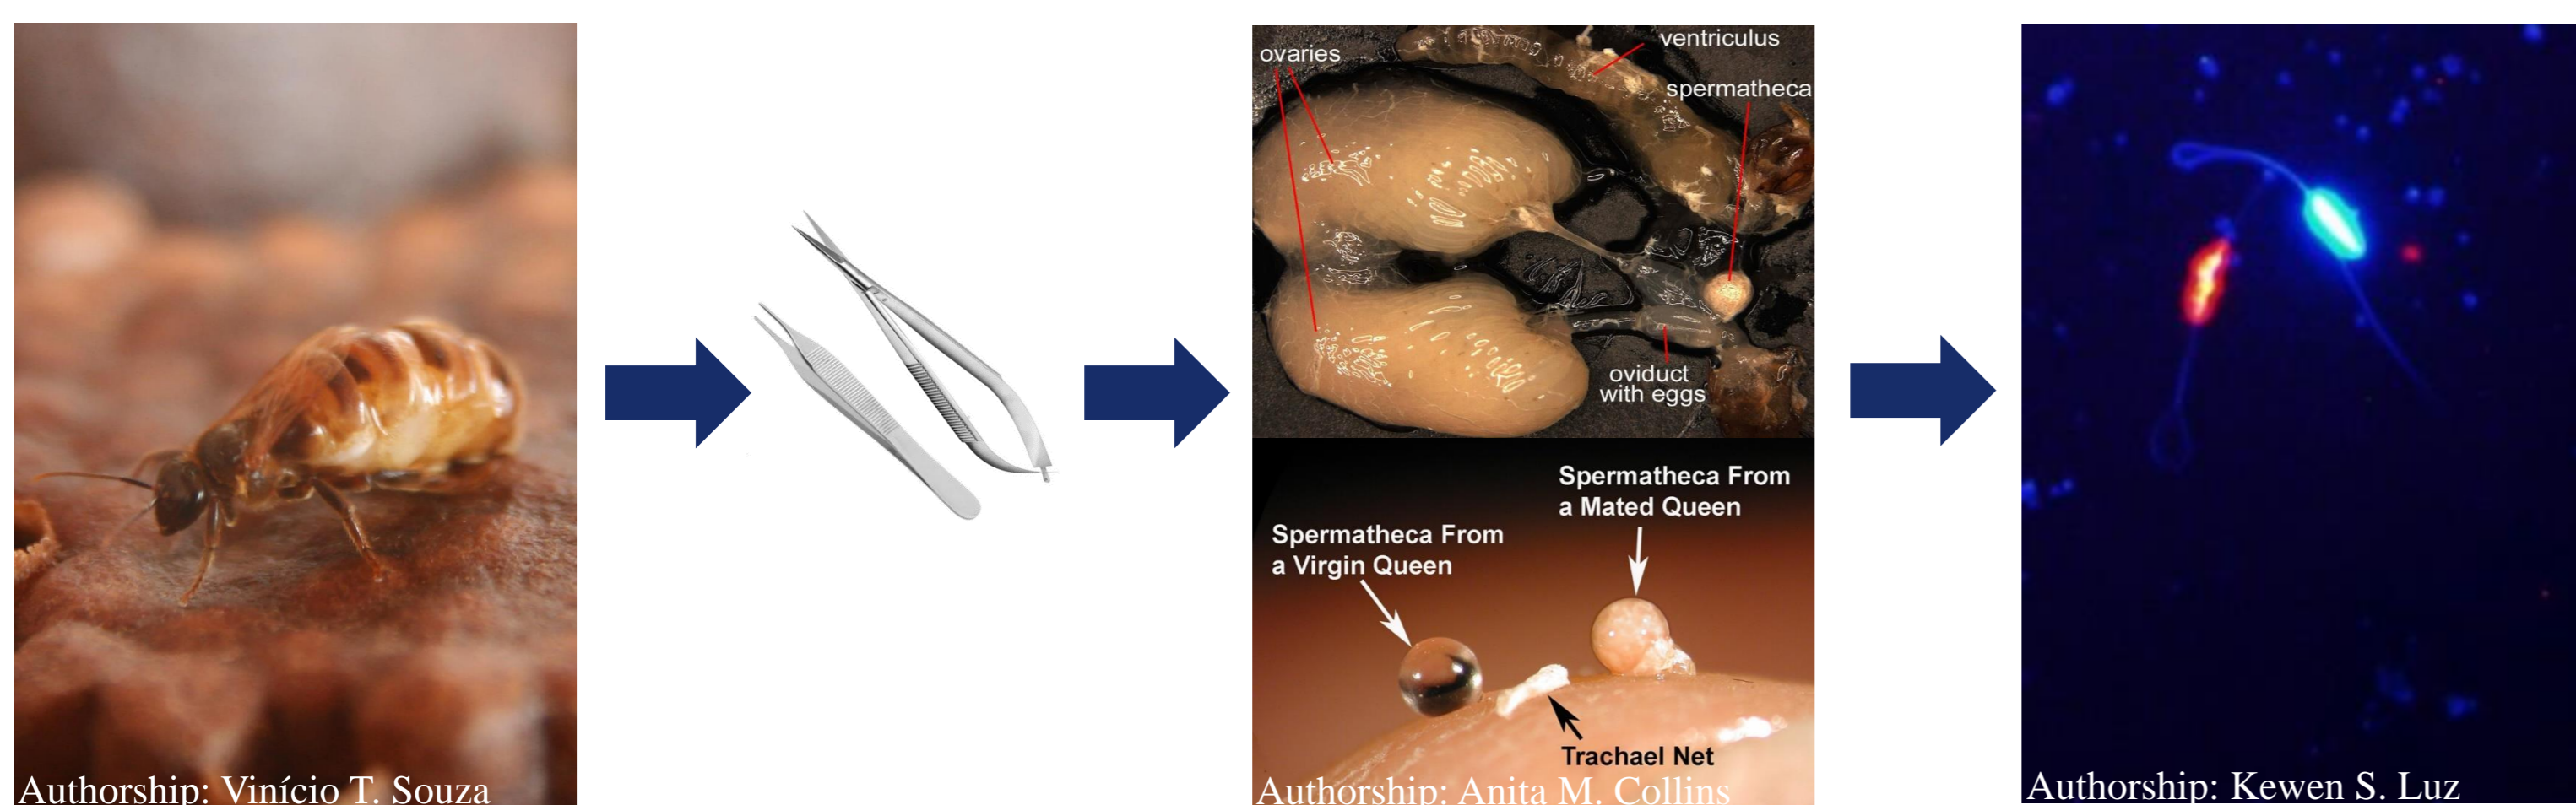 ovaries
ventriculus
spermatheca
oviduct
with eggs
Spermatheca From
a Mated Queen
Spermatheca From
a Virgin Queen
Trachael Net
Authorship: Vinício T. Souza
Authorship: Anita M. Collins
Authorship: Kewen S. Luz